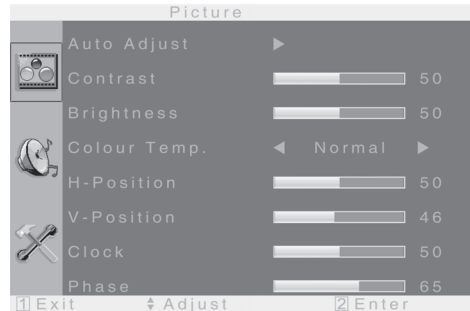 Picture
Auto Adjust
Contrast 50
Brightness 50
Colour Temp. Normal
H-Position 50
V-Position 46
Clock 50
Phase 65
1 Exit Adjust 2 Enter